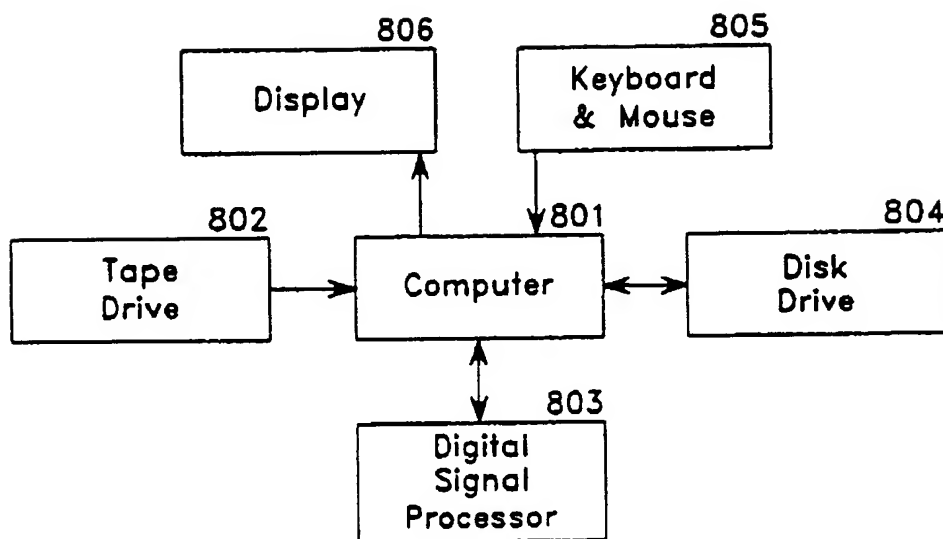 806
Display
805
Keyboard
& Mouse
802
Tape
Drive
801
Computer
804
Disk
Drive
803
Digital
Signal
Processor